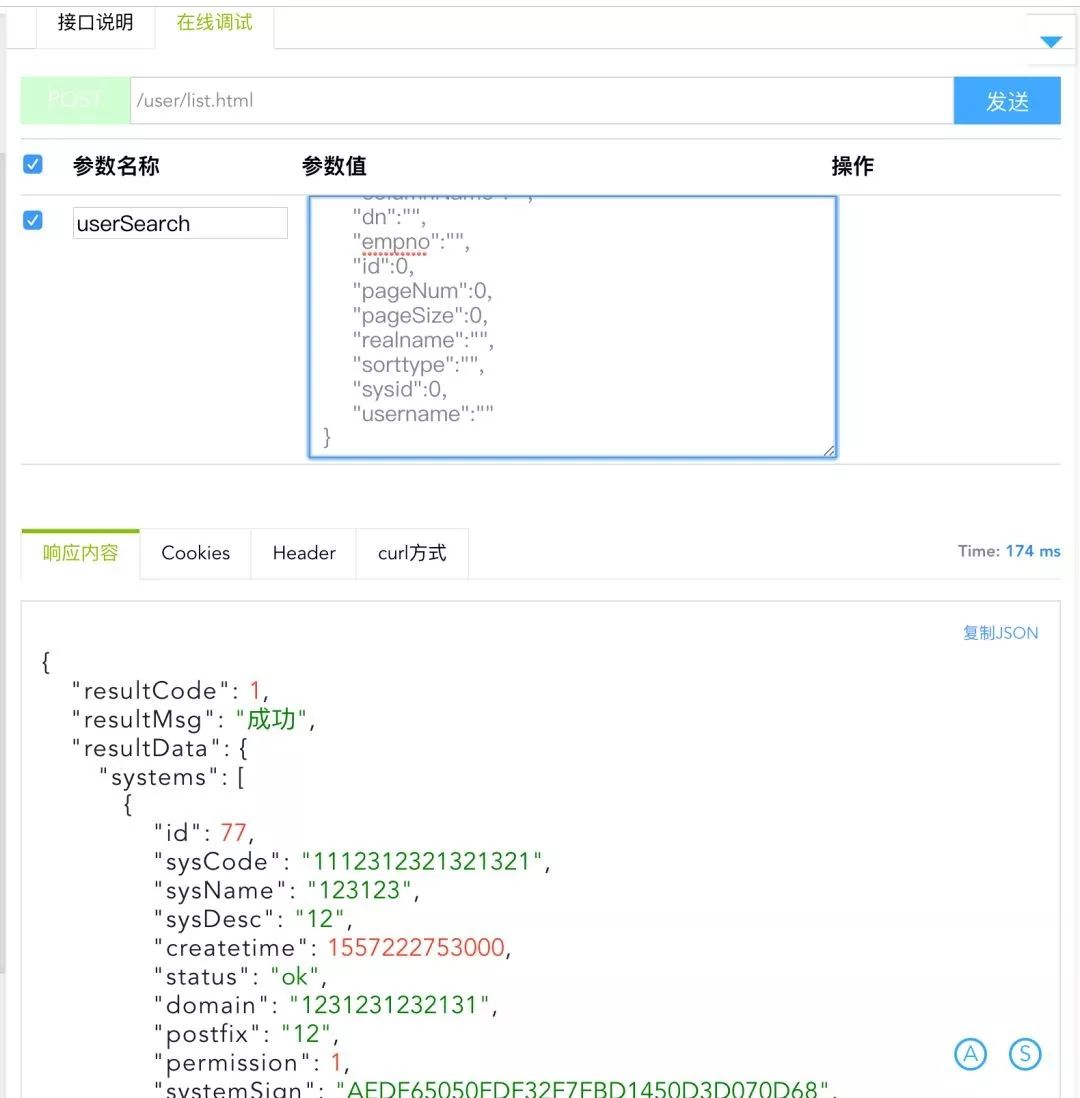 接口说明 在线调试
POST /user/list.html 发送
参数名称 参数值 操作
userSearch
"columnName":"",
"dn":"",
"empno":"",
"id":0,
"pageNum":0,
"pageSize":0,
"realname":"",
"sorttype":"",
"sysid":0,
"username":""
}
响应内容 Cookies Header curl方式 Time: 174 ms
复制JSON
{
"resultCode": 1,
"resultMsg": "成功",
"resultData": {
"systems": [
{
"id": 77,
"sysCode": "1112312321321321",
"sysName": "123123",
"sysDesc": "12",
"createtime": 1557222753000,
"status": "ok",
"domain": "1231231232131",
"postfix": "12",
"permission": 1,
A S
"systemSign": "AEDF65050FDF32F7FBD1450D3D070D68",